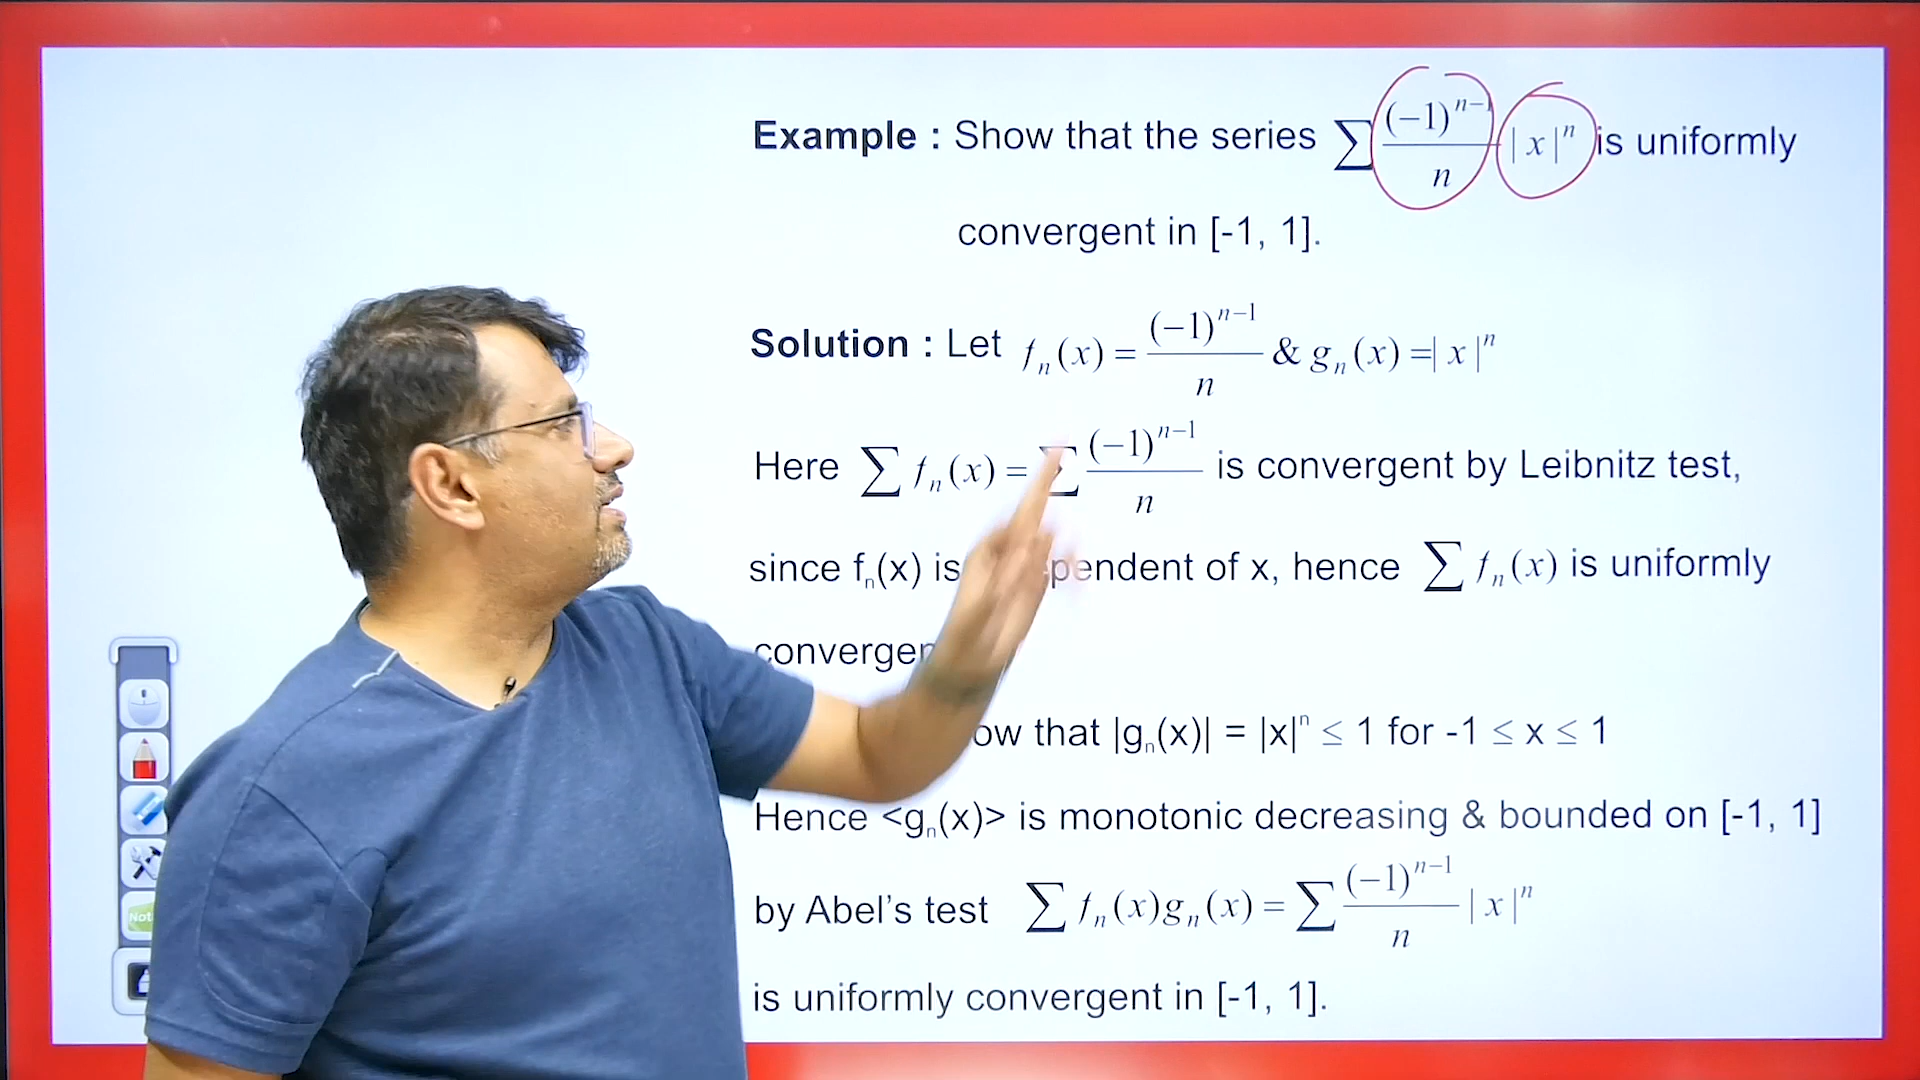 Example : Show that the series ∑ (−1)^{n−1}/n |x|^n is uniformly
convergent in [-1, 1].
Solution : Let f_n(x) = (−1)^{n−1}/n & g_n(x) = |x|^n
Here ∑ f_n(x) = ∑ (−1)^{n−1}/n is convergent by Leibnitz test,
since f_n(x) is of x, hence ∑ f_n(x) is uniformly
that |g_n(x)| = |x|^n ≤ 1 for -1 ≤ x ≤ 1
Hence <g_n(x)> is monotonic decreasing & bounded on [-1, 1]
by Abel's test ∑ f_n(x)g_n(x) = ∑ (−1)^{n−1}/n |x|^n
is uniformly convergent in [-1, 1].